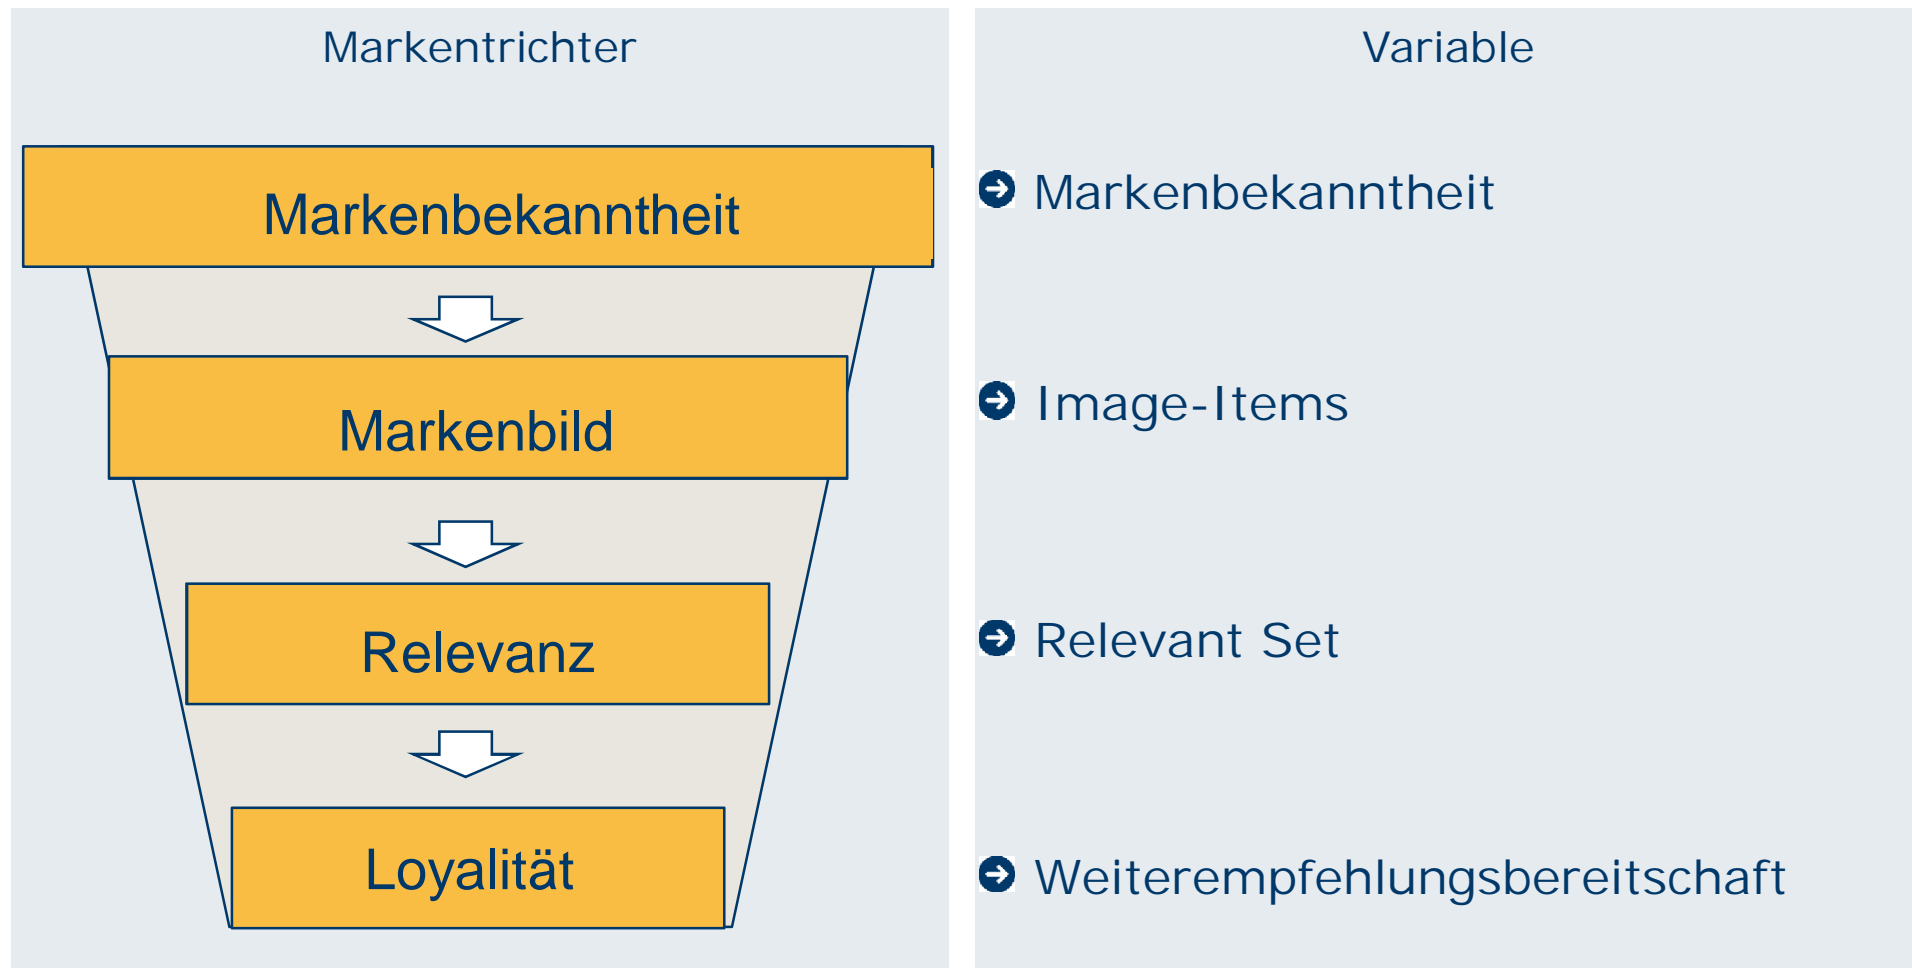 Markentrichter
Markenbekanntheit
Markenbild
Relevanz
Loyalität
Variable
Markenbekanntheit
Image-Items
Relevant Set
Weiterempfehlungsbereitschaft